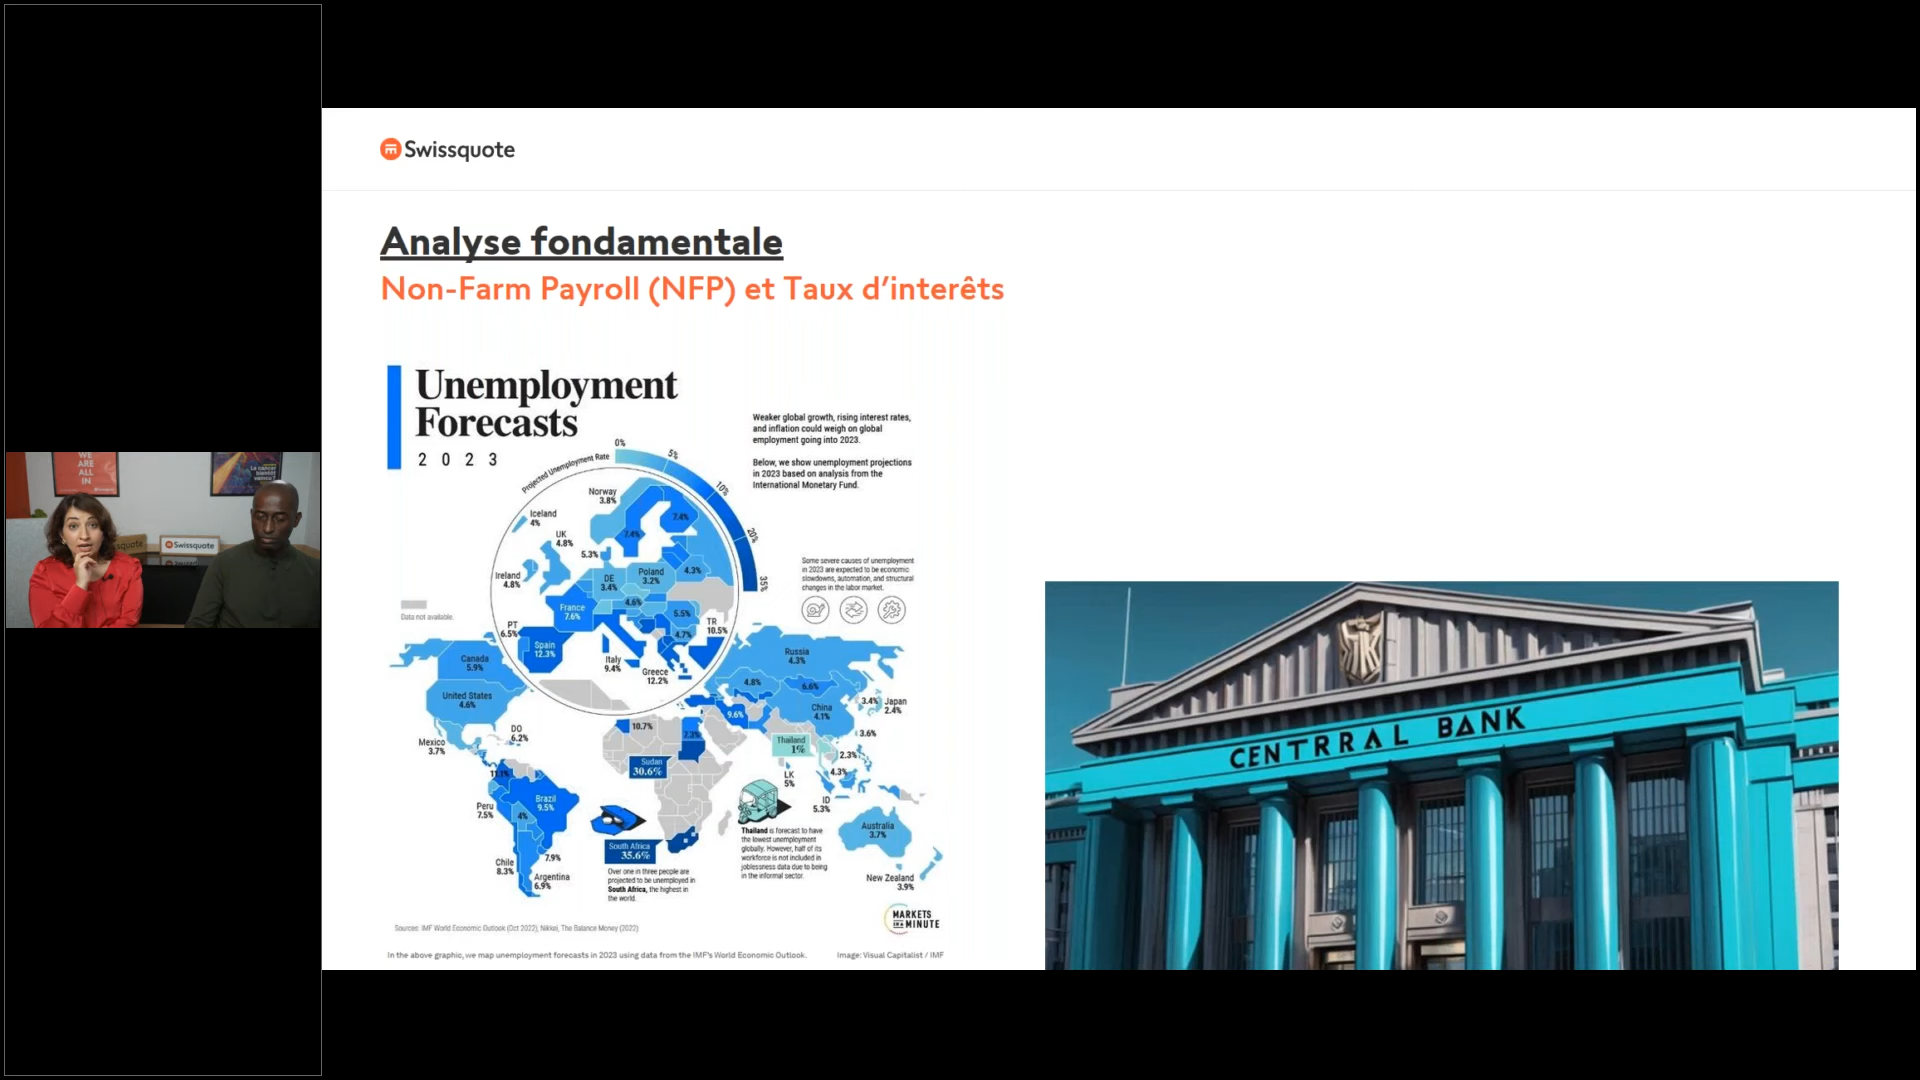 WE
ARE
ALL
IN
Swissquote
Swissquote
Analyse fondamentale
Non-Farm Payroll (NFP) et Taux d’interêts
Unemployment
Forecasts
2 0 2 3
Weaker global growth, rising interest rates,
and inflation could weigh on global
employment going into 2023.
Below, we show unemployment projections
in 2023 based on analysis from the
International Monetary Fund.
Projected Unemployment Rate
0%
5%
10%
20%
35%
Norway
3.8%
Iceland
4%
7.4%
7.4%
UK
4.8%
5.3%
Ireland
4.8%
DE
3.4%
Poland
3.2%
4.3%
France
7.6%
4.6%
5.5%
4.7%
PT
6.5%
Spain
12.3%
Italy
9.4%
Greece
12.2%
TR
10.5%
Data not available.
Some severe causes of unemployment
in 2023 are expected to be economic
slowdowns, automation, and structural
changes in the labor market.
Canada
5.9%
United States
4.6%
Mexico
3.7%
DO
6.2%
Russia
4.3%
4.8%
6.6%
China
4.1%
3.4%
Japan
2.4%
9.6%
10.7%
7.3%
3.6%
Thailand
1%
2.3%
4.3%
Sudan
30.6%
LK
5%
ID
5.3%
Peru
7.5%
Brazil
9.5%
4%
7.9%
Chile
8.3%
Argentina
6.9%
South Africa
35.6%
Over one in three people are
projected to be unemployed in
South Africa, the highest in
the world.
Thailand is forecast to have
the lowest unemployment
globally. However, half of its
workforce is not included in
joblessness data due to being
in the informal sector.
Australia
3.7%
New Zealand
3.9%
MARKETS
IN A
MINUTE
Sources: IMF World Economic Outlook (Oct 2022), Nikkei, The Balance Money (2022)
In the above graphic, we map unemployment forecasts in 2023 using data from the IMF's World Economic Outlook.
Image: Visual Capitalist / IMF
CENTRRAL BANK